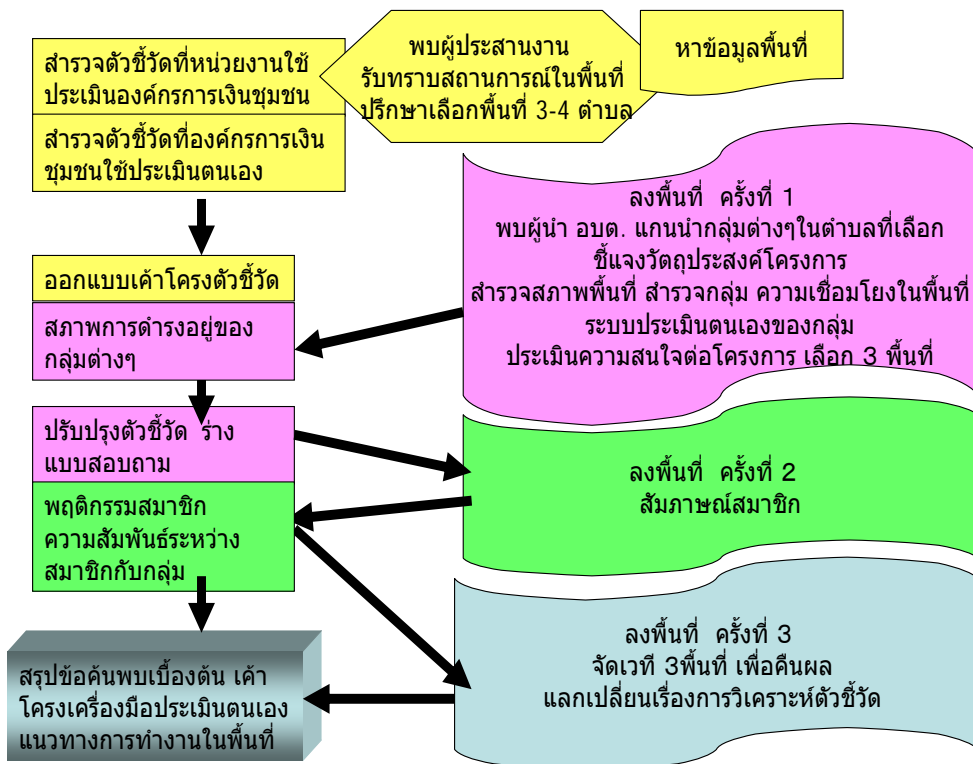 สำรวจตัวชี้วัดที่หน่วยงานใช้
ประเมินองค์กรการเงินชุมชน
สำรวจตัวชี้วัดที่องค์กรการเงิน
ชุมชนใช้ประเมินตนเอง
พบผู้ประสานงาน
รับทราบสถานการณ์ในพื้นที่
ปรึกษาเลือกพื้นที่ 3-4 ตำบล
หาข้อมูลพื้นที่
ลงพื้นที่ ครั้งที่ 1
พบผู้นำ อบต. แกนนำกลุ่มต่างๆในตำบลที่เลือก
ชี้แจงวัตถุประสงค์โครงการ
สำรวจสภาพพื้นที่ สำรวจกลุ่ม ความเชื่อมโยงในพื้นที่
ระบบประเมินตนเองของกลุ่ม
ประเมินความสนใจต่อโครงการ เลือก 3 พื้นที่
ออกแบบเค้าโครงตัวชี้วัด
สภาพการดำรงอยู่ของ
กลุ่มต่างๆ
ปรับปรุงตัวชี้วัด ร่าง
แบบสอบถาม
พฤติกรรมสมาชิก
ความสัมพันธ์ระหว่าง
สมาชิกกับกลุ่ม
ลงพื้นที่ ครั้งที่ 2
สัมภาษณ์สมาชิก
ลงพื้นที่ ครั้งที่ 3
จัดเวที 3พื้นที่ เพื่อคืนผล
แลกเปลี่ยนเรื่องการวิเคราะห์ตัวชี้วัด
สรุปข้อค้นพบเบื้องต้น เค้า
โครงเครื่องมือประเมินตนเอง
แนวทางการทำงานในพื้นที่